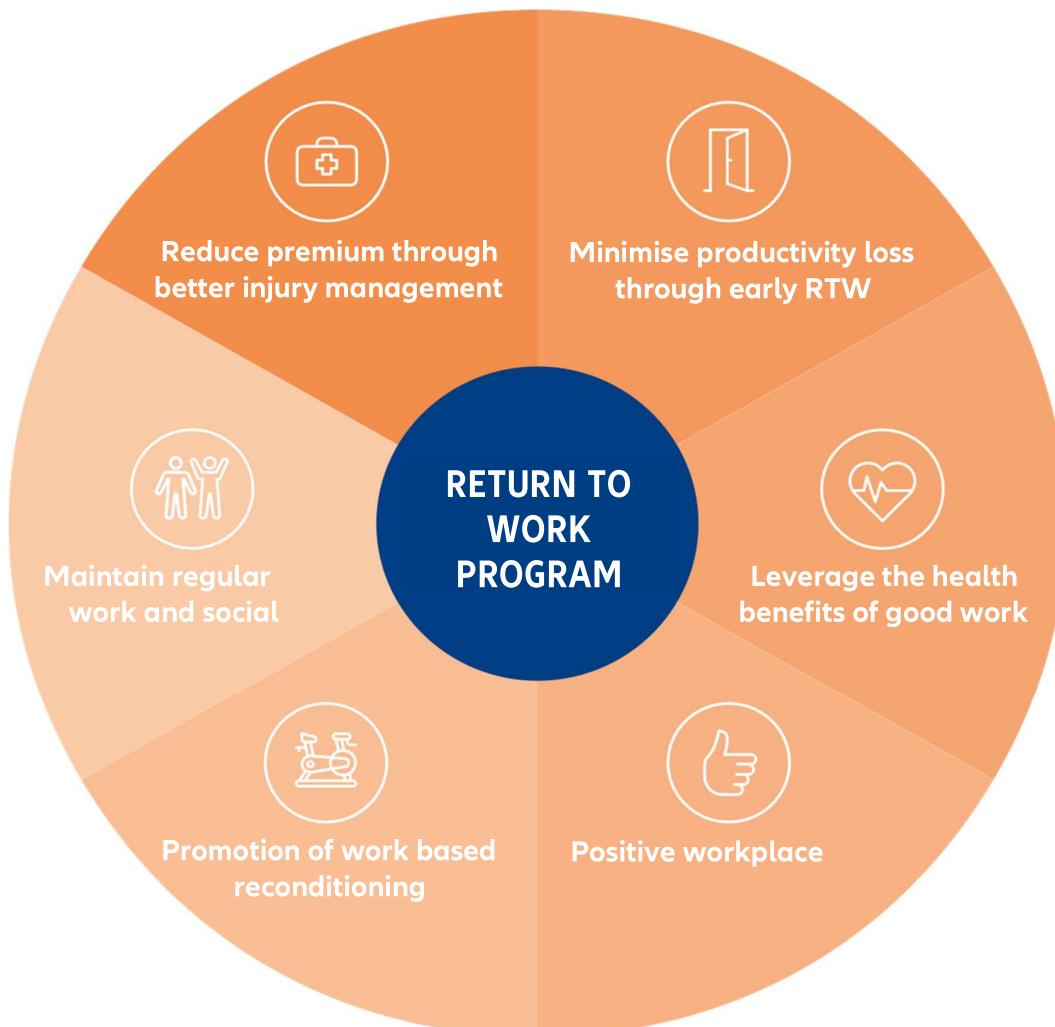 Reduce premium through
better injury management
Minimise productivity loss
through early RTW
Maintain regular
work and social
RETURN TO
WORK
PROGRAM
Leverage the health
benefits of good work
Promotion of work based
reconditioning
Positive workplace